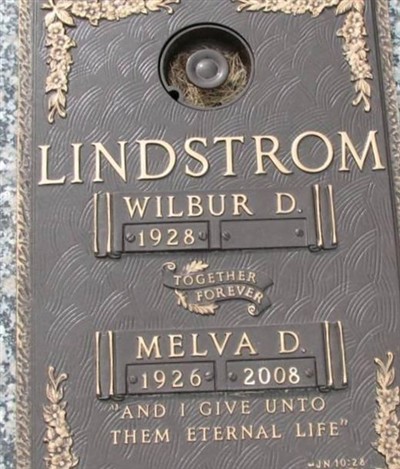 LINDSTROM
WILBUR D.
1928
TOGETHER
FOREVER
MELVA D.
1926 2008
"AND I GIVE UNTO
THEM ETERNAL LIFE"
JN 10:28